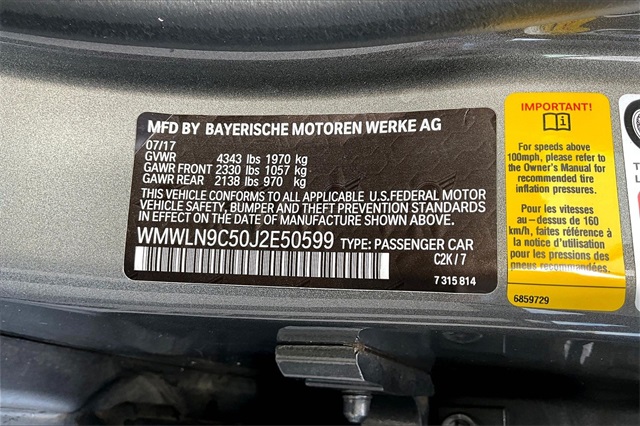 MFD BY BAYERISCHE MOTOREN WERKE AG
07/17
GVWR 4343 lbs 1970 kg
GAWR FRONT 2330 lbs 1057 kg
GAWR REAR 2138 lbs 970 kg
THIS VEHICLE CONFORMS TO ALL APPLICABLE U.S.FEDERAL MOTOR
VEHICLE SAFETY, BUMPER AND THEFT PREVENTION STANDARDS
IN EFFECT ON THE DATE OF MANUFACTURE SHOWN ABOVE.
WMWLN9C50J2E50599 TYPE: PASSENGER CAR
C2K / 7
7 315 814
IMPORTANT!
For speeds above
100mph, please refer to
the Owner's Manual for
recommended tire
inflation pressures.
Pour les vitesses
au-dessus de 160
km/h, faites référence à
la notice d'utilisation
pour les pressions des
pneus recommandées.
6859729